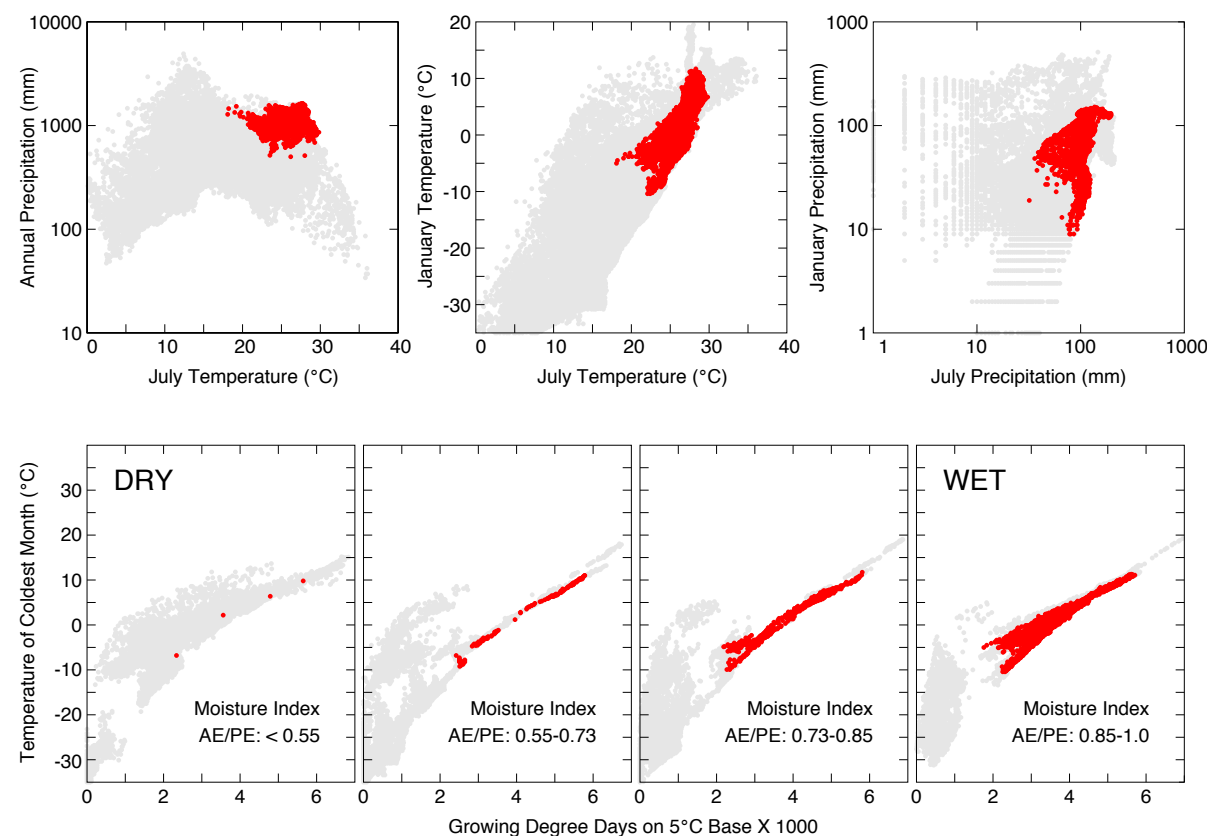 Annual Precipitation (mm)
10000
1000
100
10
0
10
20
30
40
July Temperature (°C)
January Temperature (°C)
20
10
0
-10
-20
-30
0
10
20
30
40
July Temperature (°C)
January Precipitation (mm)
1000
100
10
1
1
10
100
1000
July Precipitation (mm)
Temperature of Coldest Month (°C)
30
20
10
0
-10
-20
-30
DRY
Moisture Index
AE/PE: < 0.55
0
2
4
6
Moisture Index
AE/PE: 0.55-0.73
0
2
4
6
Moisture Index
AE/PE: 0.73-0.85
0
2
4
6
WET
Moisture Index
AE/PE: 0.85-1.0
0
2
4
6
Growing Degree Days on 5°C Base X 1000